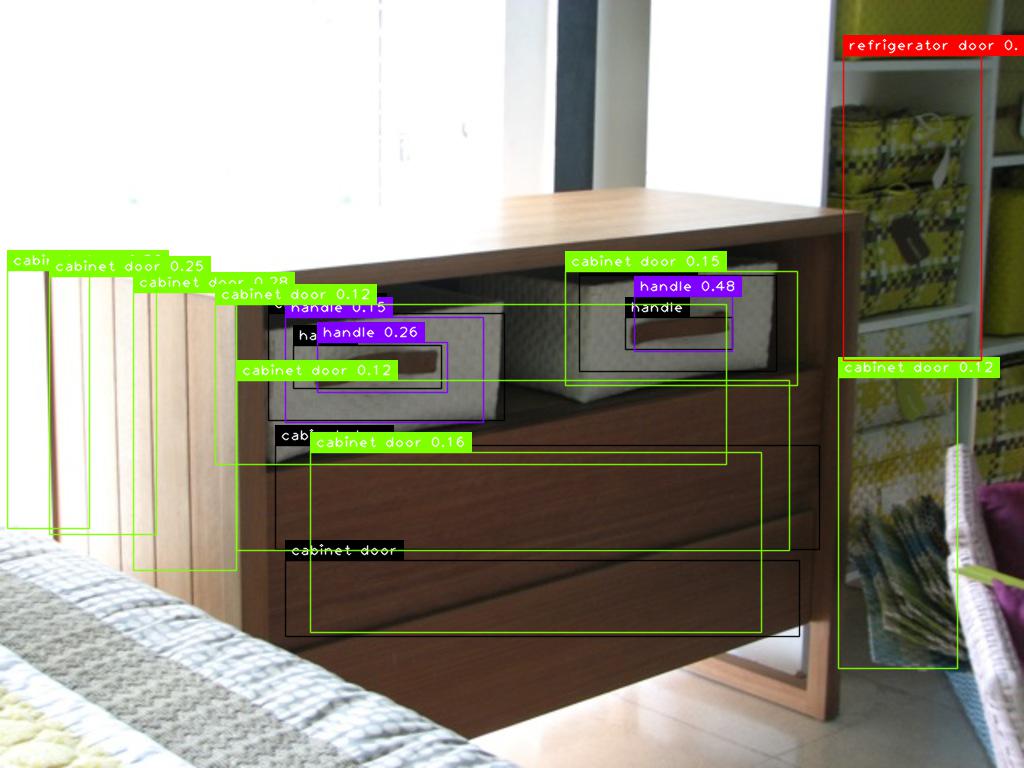 refrigerator door 0.
cabi
cabinet door 0.25
cabinet door 0.15
cabinet door 0.12
handle 0.48
handle 0.15
handle
ha
handle 0.26
cabinet door 0.12
cabinet door 0.12
cabinet door 0.16
cabinet door